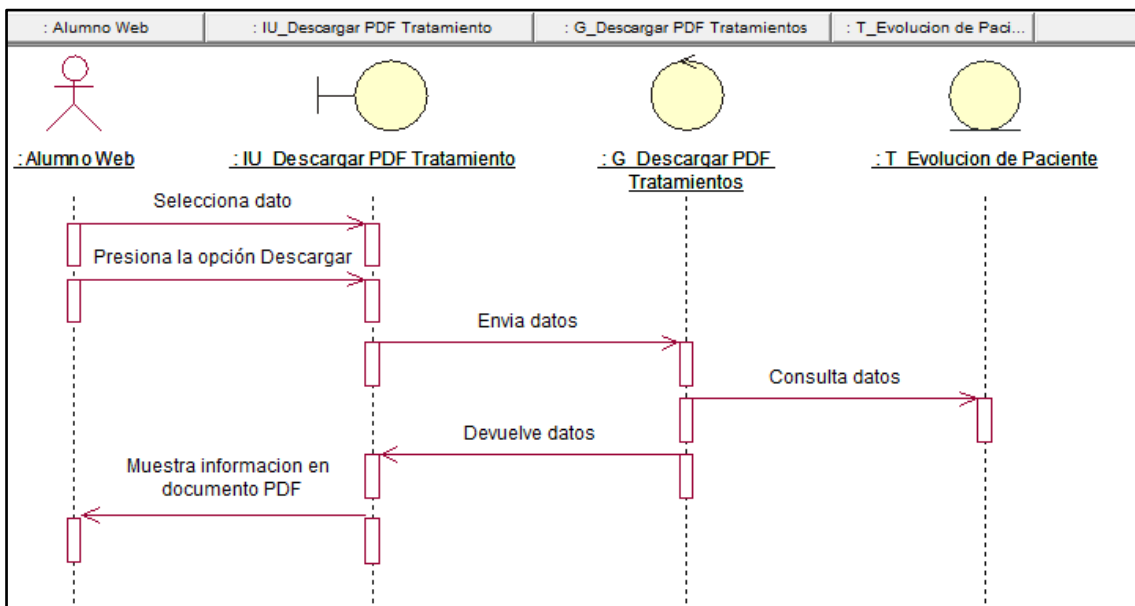 : Alumno Web
: IU_Descargar PDF Tratamiento
: G_Descargar PDF Tratamientos
: T_Evolucion de Paci...
: Alumno Web
: IU_Descargar PDF Tratamiento
: G_Descargar PDF
Tratamientos
: T_Evolucion de Paciente
Selecciona dato
Presiona la opción Descargar
Envia datos
Consulta datos
Devuelve datos
Muestra informacion en
documento PDF